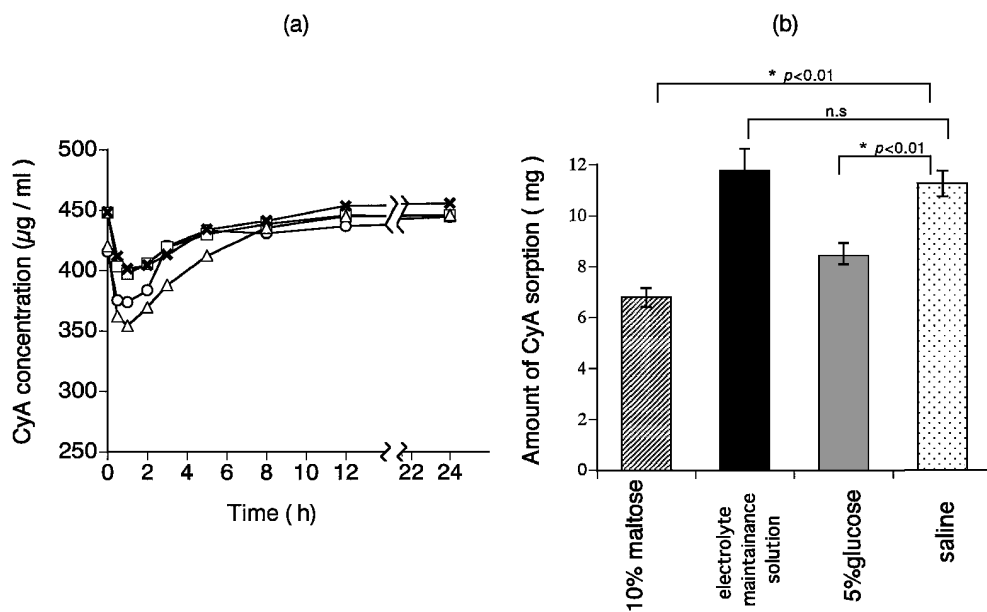 (a)
(b)
* p<0.01
n.s
* p<0.01
CyA concentration (µg / ml )
500
450
400
350
300
250
0 2 4 6 8 10 12 22 24
Time ( h)
Amount of CyA sorption ( mg )
12
10
8
6
4
2
0
10% maltose
electrolyte
maintainance
solution
5%glucose
saline